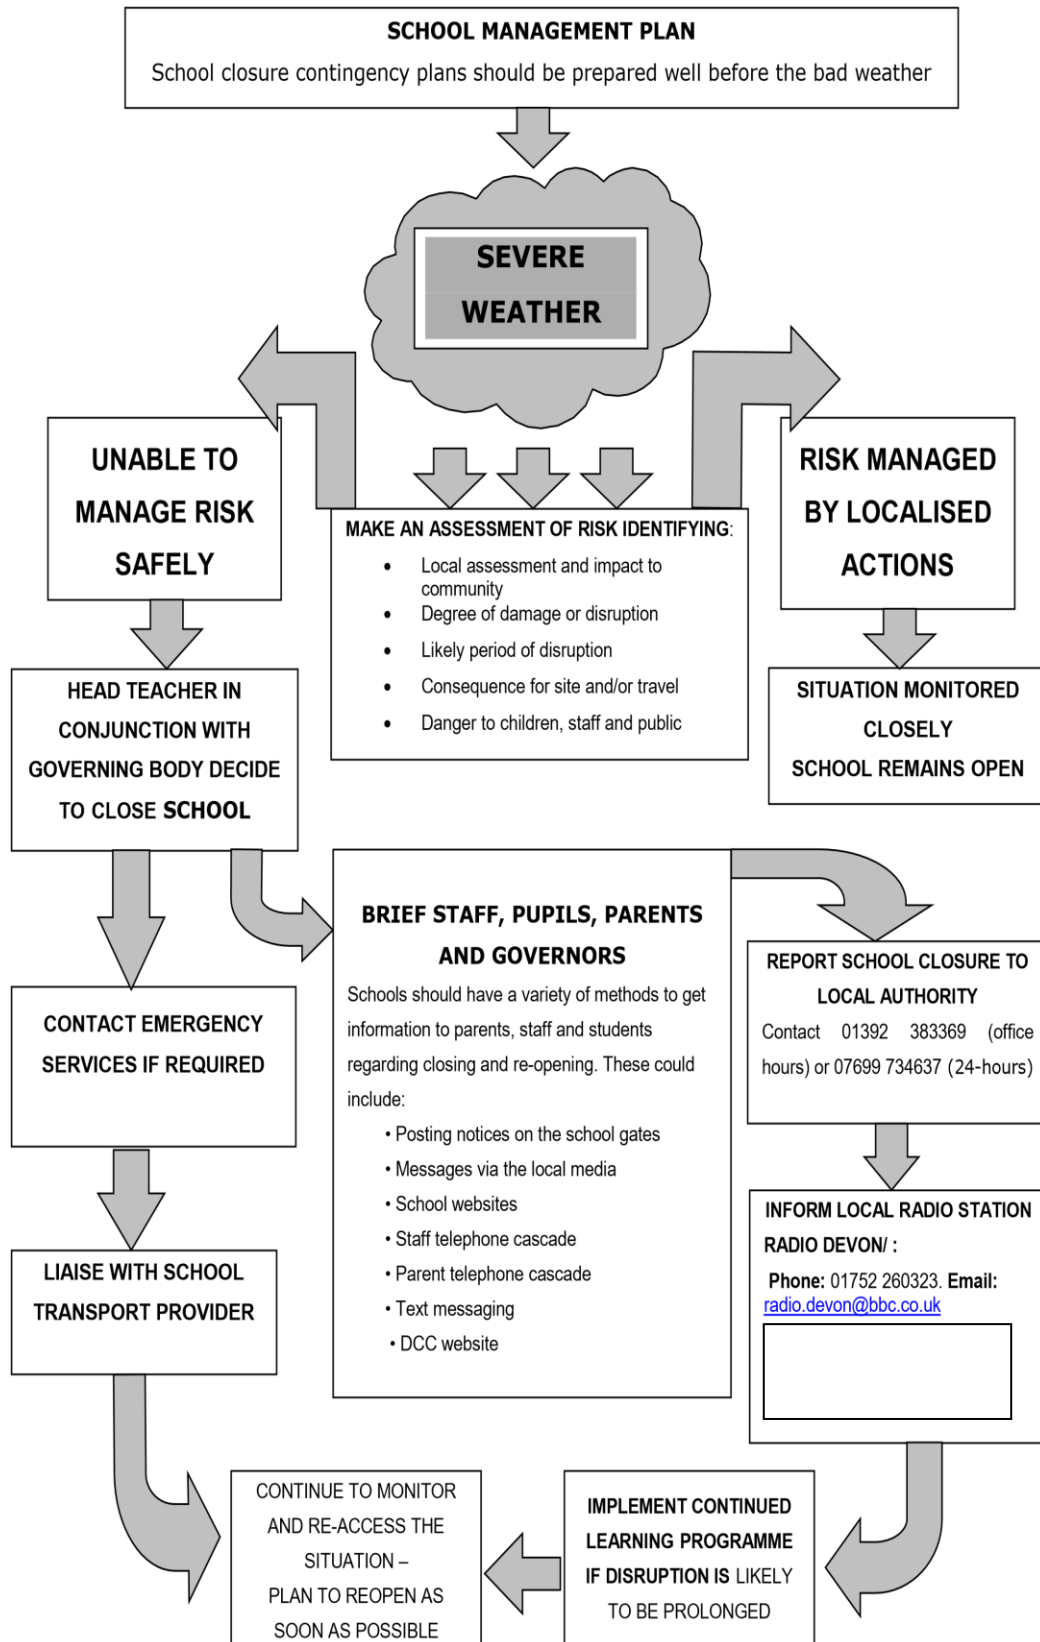 SCHOOL MANAGEMENT PLAN
School closure contingency plans should be prepared well before the bad weather
SEVERE
WEATHER
UNABLE TO
MANAGE RISK
SAFELY
MAKE AN ASSESSMENT OF RISK IDENTIFYING:
• Local assessment and impact to
community
• Degree of damage or disruption
• Likely period of disruption
• Consequence for site and/or travel
• Danger to children, staff and public
RISK MANAGED
BY LOCALISED
ACTIONS
HEAD TEACHER IN
CONJUNCTION WITH
GOVERNING BODY DECIDE
TO CLOSE SCHOOL
SITUATION MONITORED
CLOSELY
SCHOOL REMAINS OPEN
CONTACT EMERGENCY
SERVICES IF REQUIRED
LIAISE WITH SCHOOL
TRANSPORT PROVIDER
BRIEF STAFF, PUPILS, PARENTS
AND GOVERNORS
Schools should have a variety of methods to get
information to parents, staff and students
regarding closing and re-opening. These could
include:
• Posting notices on the school gates
• Messages via the local media
• School websites
• Staff telephone cascade
• Parent telephone cascade
• Text messaging
• DCC website
REPORT SCHOOL CLOSURE TO
LOCAL AUTHORITY
Contact 01392 383369 (office
hours) or 07699 734637 (24-hours)
INFORM LOCAL RADIO STATION
RADIO DEVON/ :
Phone: 01752 260323. Email:
radio.devon@bbc.co.uk
IMPLEMENT CONTINUED
LEARNING PROGRAMME
IF DISRUPTION IS LIKELY
TO BE PROLONGED
CONTINUE TO MONITOR
AND RE-ACCESS THE
SITUATION –
PLAN TO REOPEN AS
SOON AS POSSIBLE